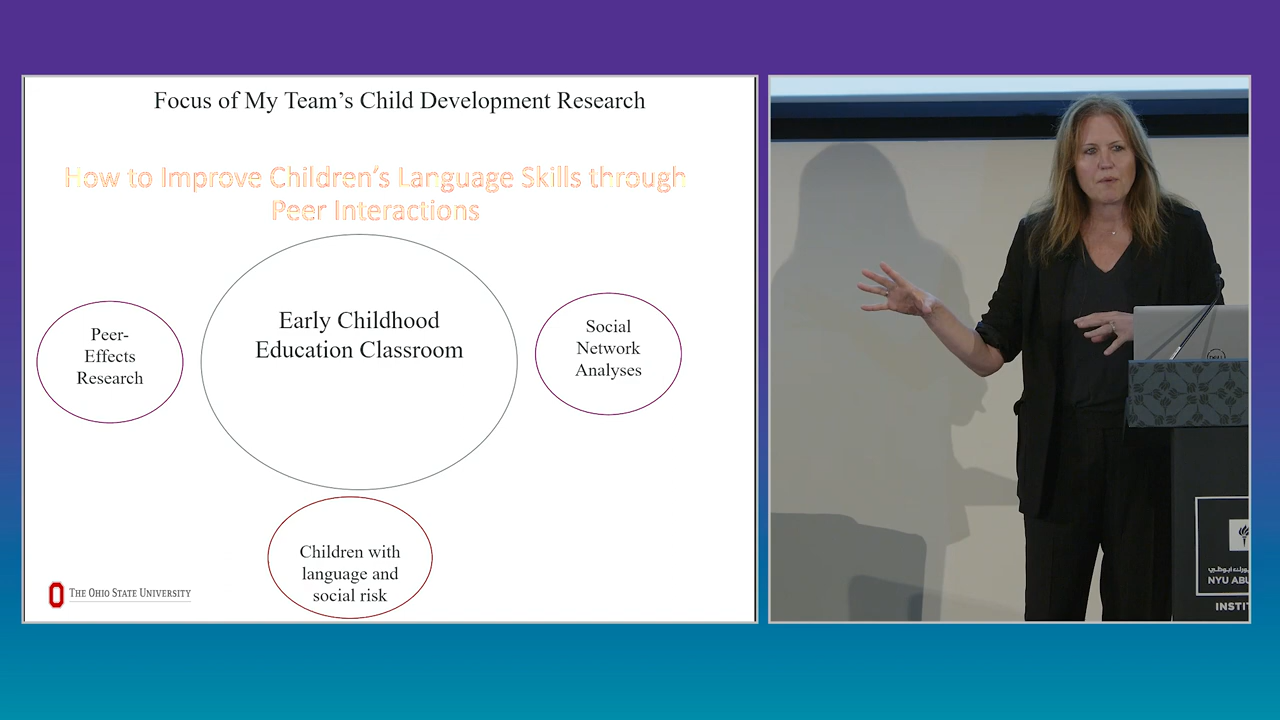 Focus of My Team's Child Development Research
How to Improve Children's Language Skills through
Peer Interactions
Early Childhood
Education Classroom
Peer-
Effects
Research
Social
Network
Analyses
Children with
language and
social risk
THE OHIO STATE UNIVERSITY
DELL
NYU ABU